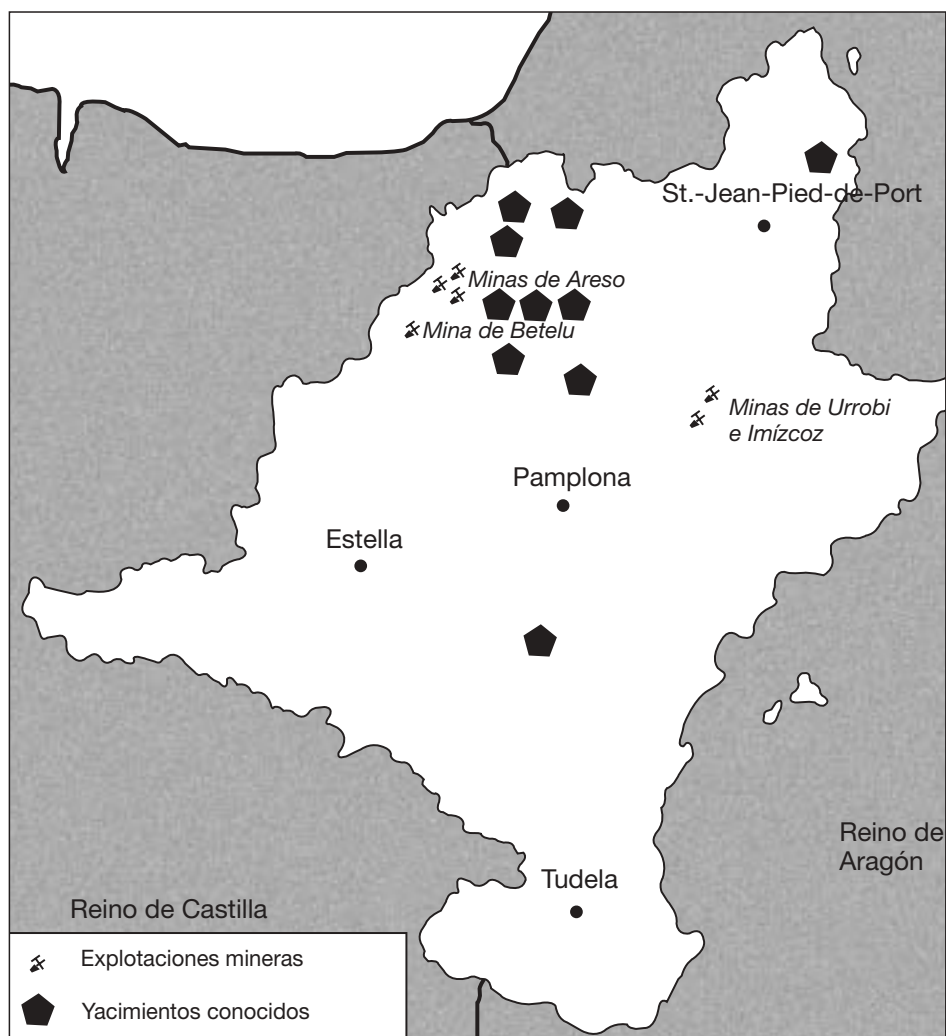 St.-Jean-Pied-de-Port
Minas de Areso
Mina de Betelu
Minas de Urrobi
e Imízcoz
Pamplona
Estella
Reino de
Aragón
Tudela
Reino de Castilla
Explotaciones mineras
Yacimientos conocidos